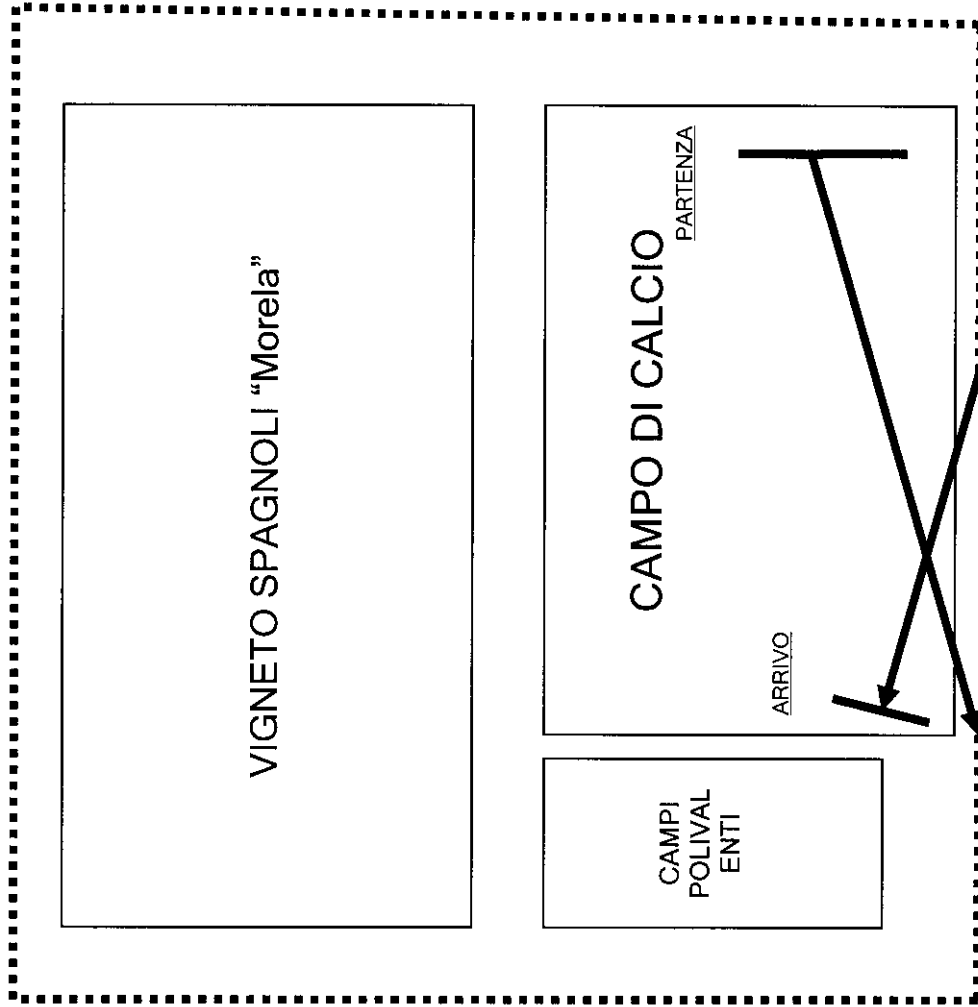 VIGNETO SPAGNOLI “Morela”
CAMPO DI CALCIO
PARTENZA
ARRIVO
CAMPI
POLIVAL
ENTI